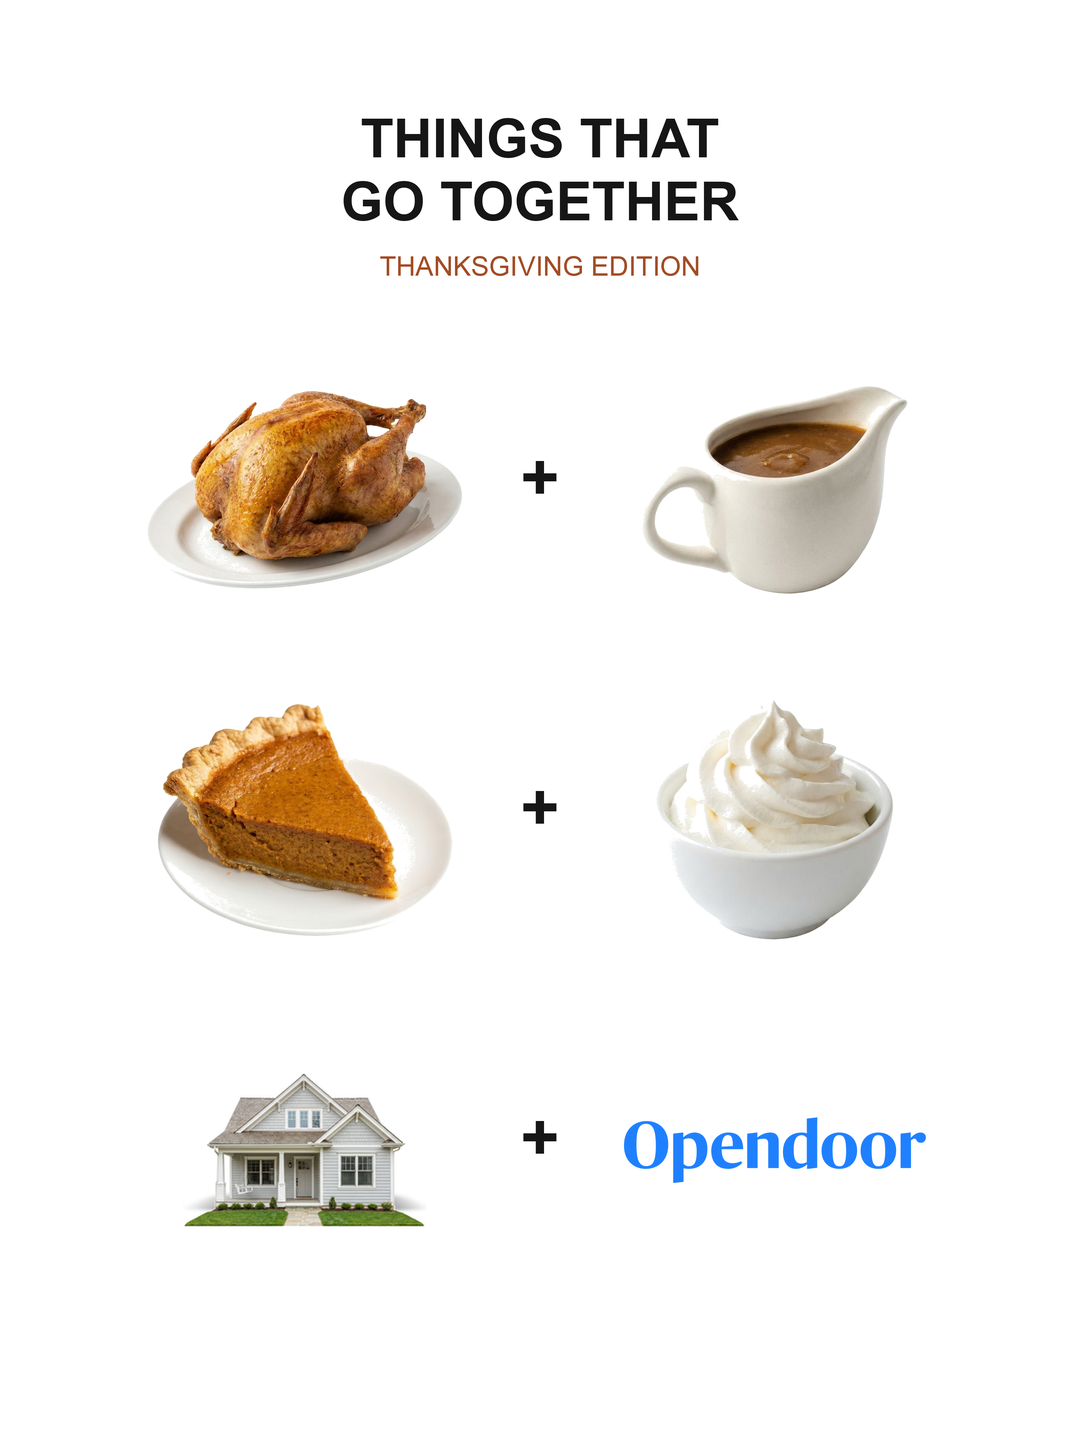 THINGS THAT
GO TOGETHER
THANKSGIVING EDITION
+
+
+ Opendoor